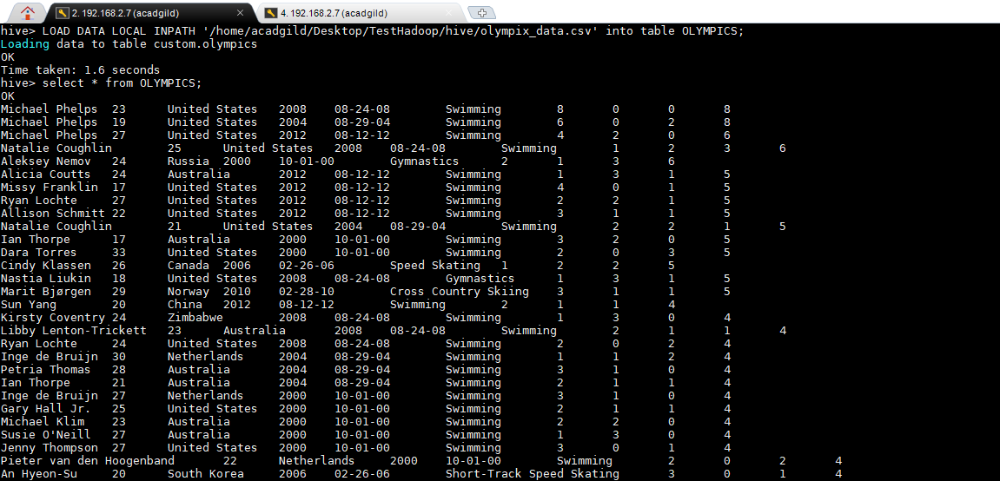 2. 192.168.2.7 (acadgild) 4. 192.168.2.7 (acadgild)
hive> LOAD DATA LOCAL INPATH '/home/acadgild/Desktop/TestHadoop/hive/olympix_data.csv' into table OLYMPICS;
Loading data to table custom.olympics
OK
Time taken: 1.6 seconds
hive> select * from OLYMPICS;
OK
Michael Phelps 23 United States 2008 08-24-08 Swimming 8 0 0 8
Michael Phelps 19 United States 2004 08-29-04 Swimming 6 0 2 8
Michael Phelps 27 United States 2012 08-12-12 Swimming 4 2 0 6
Natalie Coughlin 25 United States 2008 08-24-08 Swimming 1 2 3 6
Aleksey Nemov 24 Russia 2000 10-01-00 Gymnastics 2 1 3 6
Alicia Coutts 24 Australia 2012 08-12-12 Swimming 1 3 1 5
Missy Franklin 17 United States 2012 08-12-12 Swimming 4 0 1 5
Ryan Lochte 27 United States 2012 08-12-12 Swimming 2 2 1 5
Allison Schmitt 22 United States 2012 08-12-12 Swimming 3 1 1 5
Natalie Coughlin 21 United States 2004 08-29-04 Swimming 2 2 1 5
Ian Thorpe 17 Australia 2000 10-01-00 Swimming 3 2 0 5
Dara Torres 33 United States 2000 10-01-00 Swimming 2 0 3 5
Cindy Klassen 26 Canada 2006 02-26-06 Speed Skating 1 2 2 5
Nastia Liukin 18 United States 2008 08-24-08 Gymnastics 1 3 1 5
Marit Bjørgen 29 Norway 2010 02-28-10 Cross Country Skiing 3 1 1 5
Sun Yang 20 China 2012 08-12-12 Swimming 2 1 1 4
Kirsty Coventry 24 Zimbabwe 2008 08-24-08 Swimming 1 3 0 4
Libby Lenton-Trickett 23 Australia 2008 08-24-08 Swimming 2 1 1 4
Ryan Lochte 24 United States 2008 08-24-08 Swimming 2 0 2 4
Inge de Bruijn 30 Netherlands 2004 08-29-04 Swimming 1 1 2 4
Petria Thomas 28 Australia 2004 08-29-04 Swimming 3 1 0 4
Ian Thorpe 21 Australia 2004 08-29-04 Swimming 2 1 1 4
Inge de Bruijn 27 Netherlands 2000 10-01-00 Swimming 3 1 0 4
Gary Hall Jr. 25 United States 2000 10-01-00 Swimming 2 1 1 4
Michael Klim 23 Australia 2000 10-01-00 Swimming 2 2 0 4
Susie O'Neill 27 Australia 2000 10-01-00 Swimming 1 3 0 4
Jenny Thompson 27 United States 2000 10-01-00 Swimming 3 0 1 4
Pieter van den Hoogenband 22 Netherlands 2000 10-01-00 Swimming 2 0 2 4
An Hyeon-Su 20 South Korea 2006 02-26-06 Short-Track Speed Skating 3 0 1 4